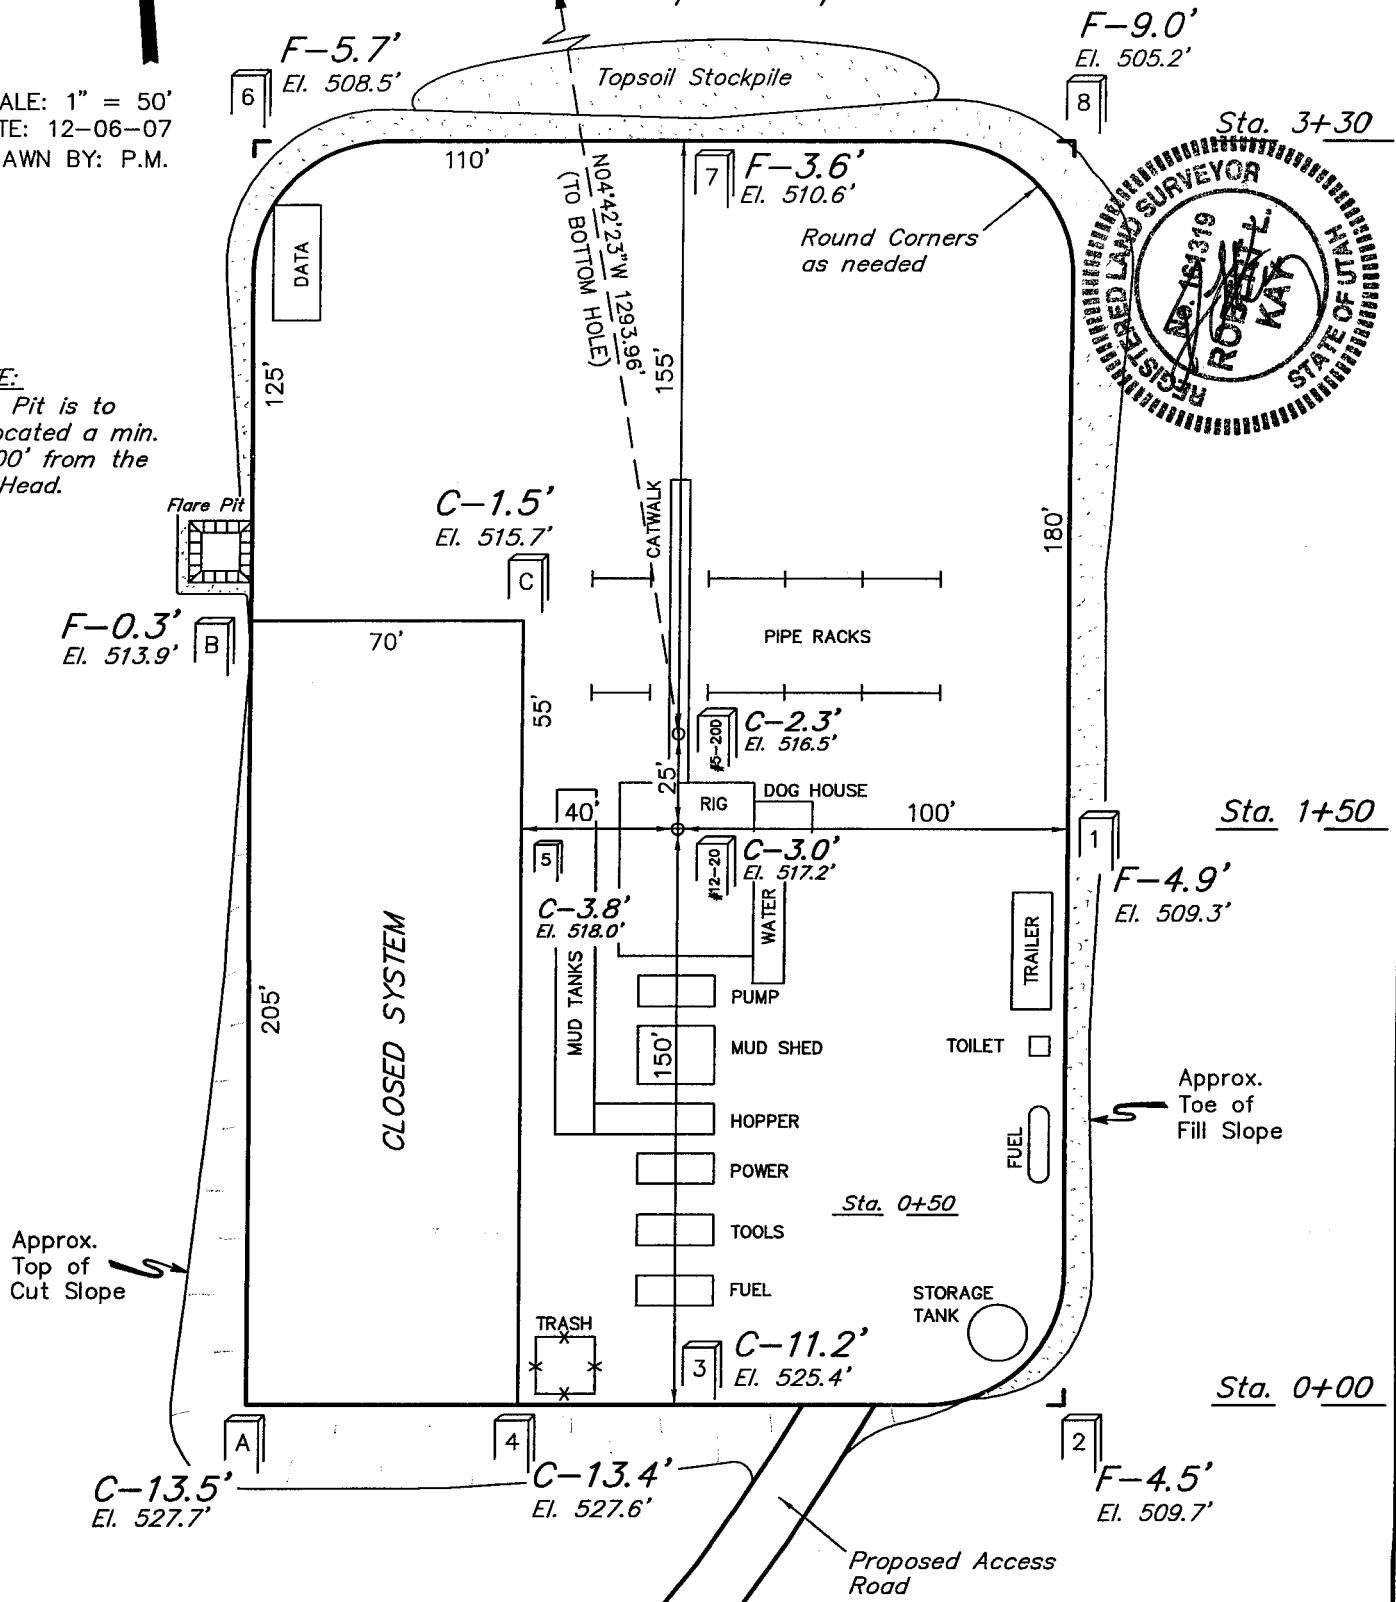 F-5.7'
El. 508.5'
6
Topsoil Stockpile
F-9.0'
El. 505.2'
8
ALE: 1" = 50'
TE: 12-06-07
AWN BY: P.M.
Sta. 3+30
110'
7
F-3.6'
El. 510.6'
N04°42'23"W 1293.96'
(TO BOTTOM HOLE)
Round Corners
as needed
REGISTERED LAND SURVEYOR
No. 161319
ROBERT L.
KAY
STATE OF UTAH
DATA
125'
155'
E:
Pit is to
ocated a min.
00' from the
Head.
Flare Pit
C-1.5'
El. 515.7'
C
CATWALK
180'
F-0.3'
El. 513.9'
B
70'
PIPE RACKS
55'
#5-20D
C-2.3'
El. 516.5'
25'
RIG
DOG HOUSE
40'
100'
Sta. 1+50
1
5
#12-20
C-3.0'
El. 517.2'
F-4.9'
El. 509.3'
C-3.8'
El. 518.0'
WATER
TRAILER
CLOSED SYSTEM
MUD TANKS
205'
PUMP
150'
MUD SHED
TOILET
HOPPER
FUEL
Approx.
Toe of
Fill Slope
POWER
Sta. 0+50
TOOLS
Approx.
Top of
Cut Slope
FUEL
STORAGE
TANK
TRASH
3
C-11.2'
El. 525.4'
Sta. 0+00
A
4
2
C-13.5'
El. 527.7'
C-13.4'
El. 527.6'
F-4.5'
El. 509.7'
Proposed Access
Road